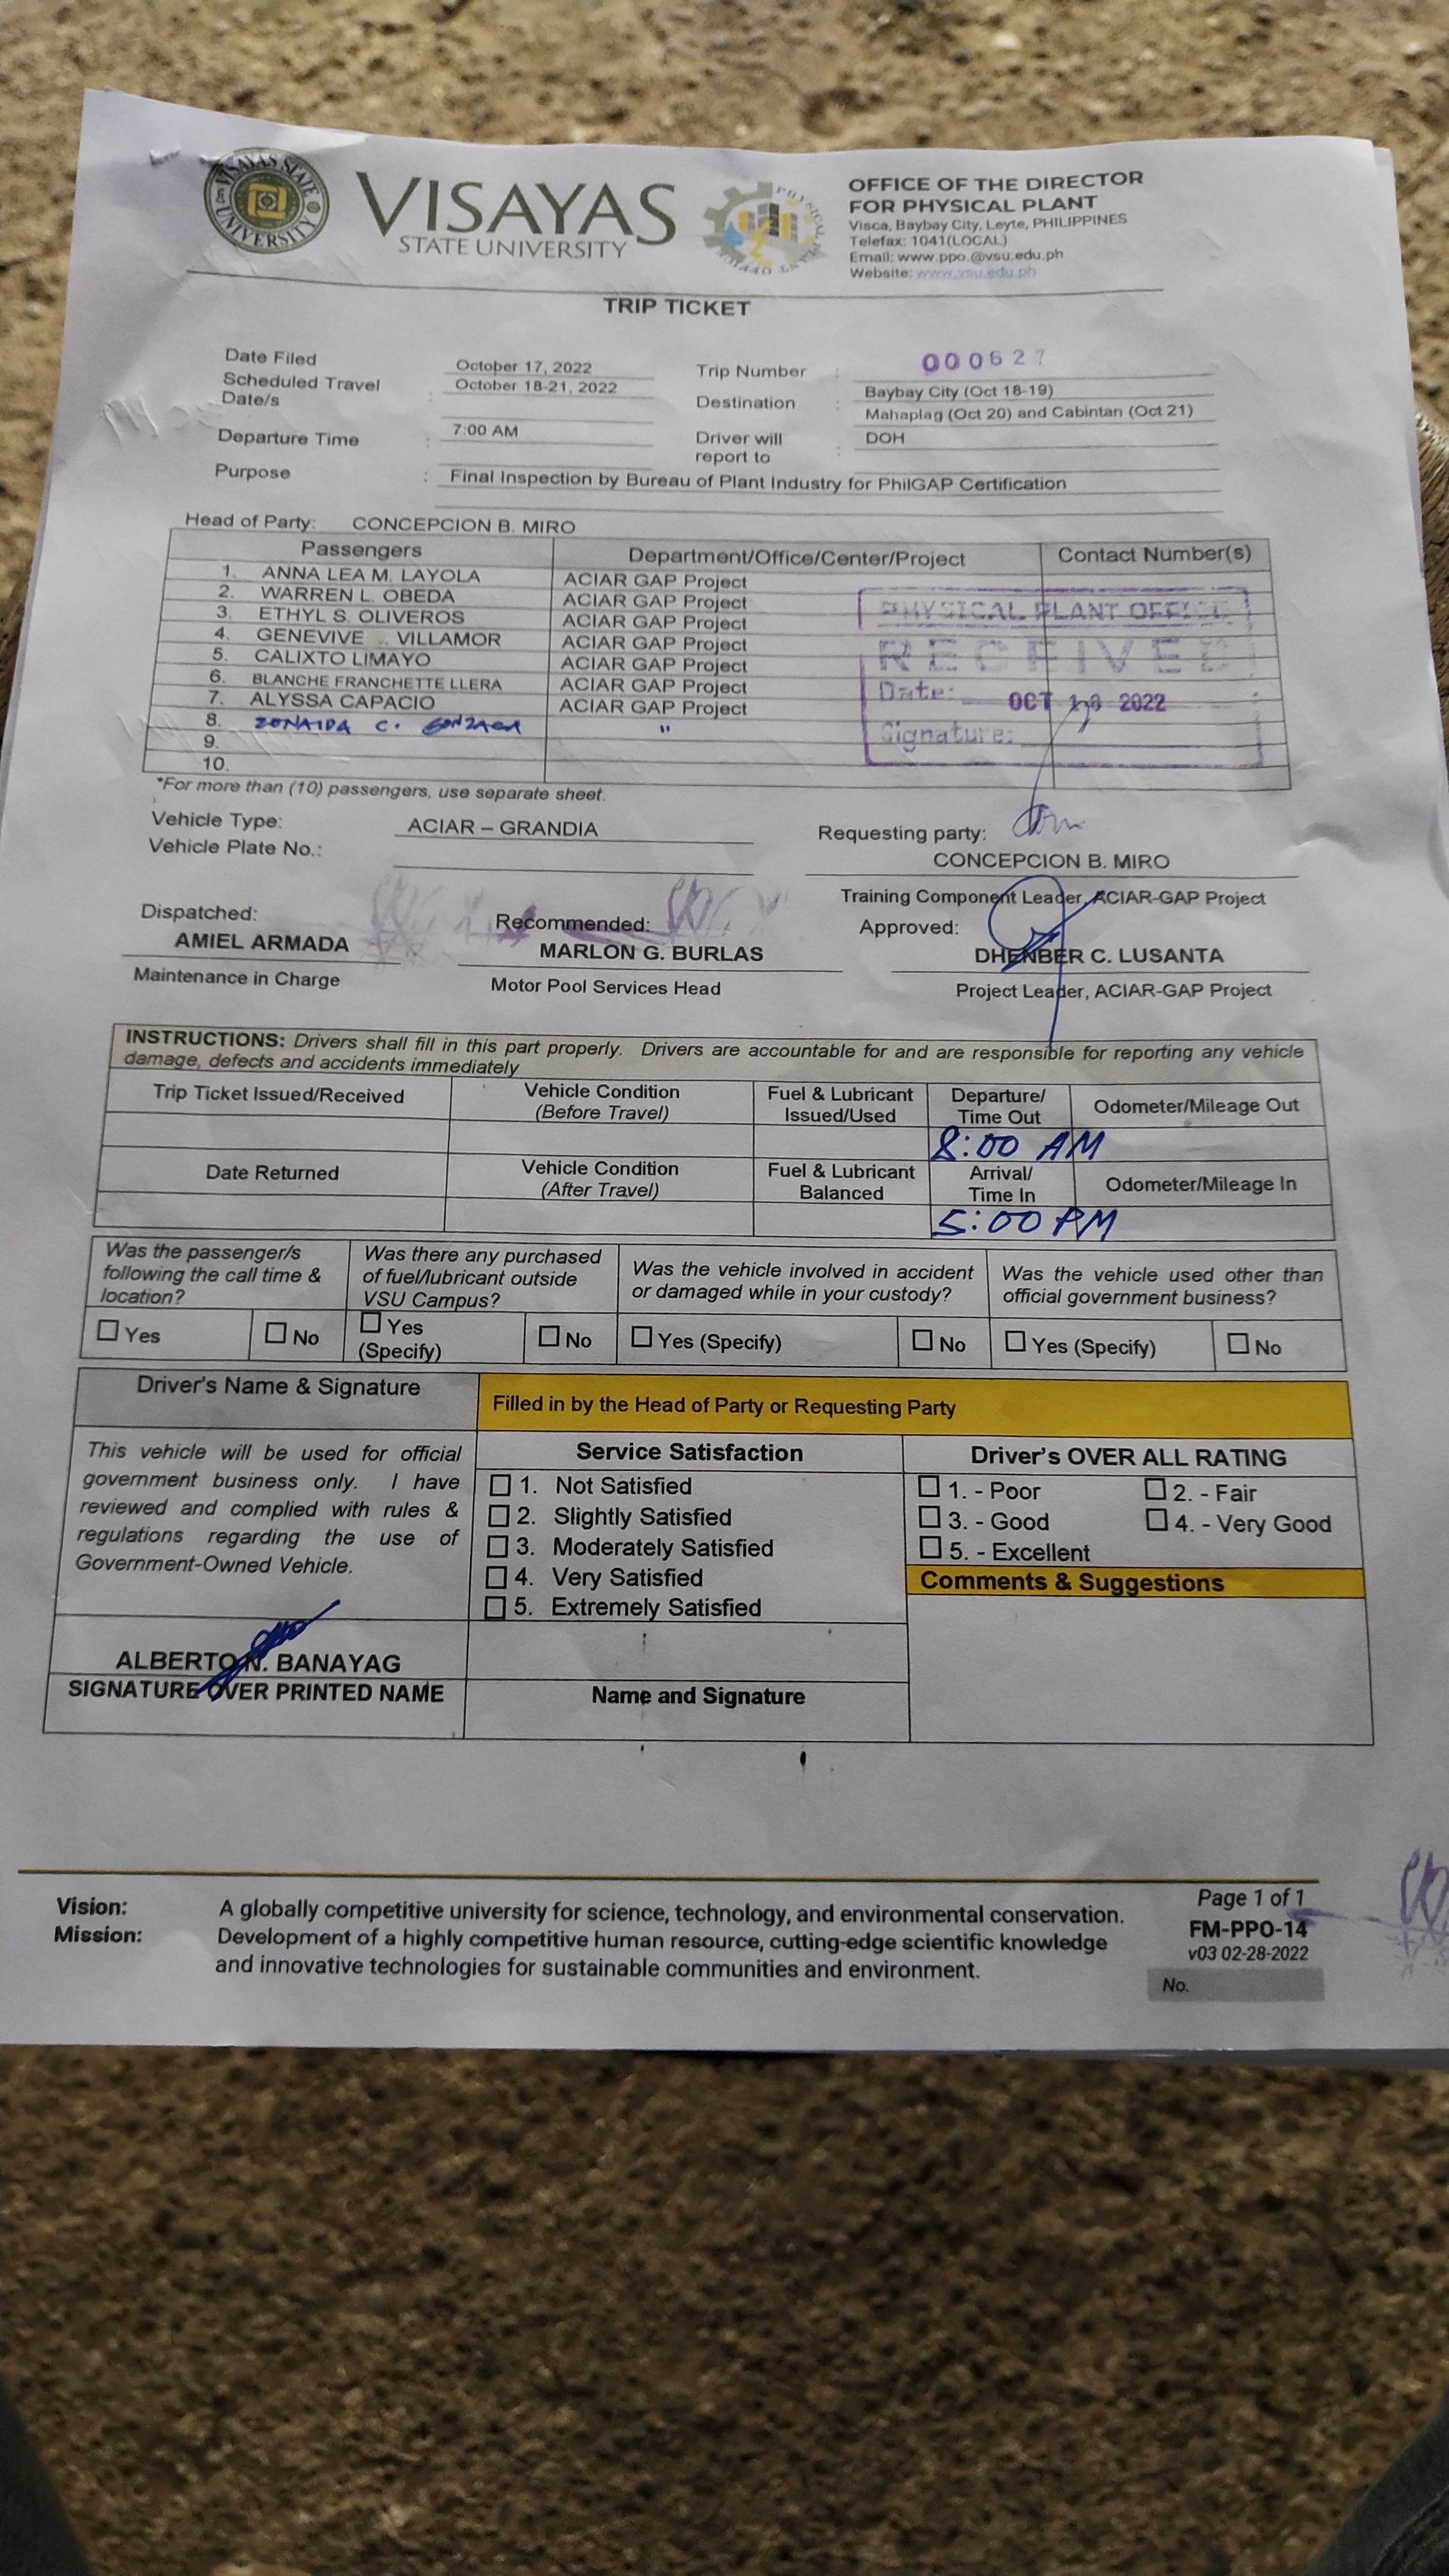 VISAYAS STATE UNIVERSITY
VISAYAS
STATE UNIVERSITY
OFFICE OF THE DIRECTOR
FOR PHYSICAL PLANT
Visca, Baybay City, Leyte, PHILIPPINES
Telefax: 1041(LOCAL)
Email: www.ppo.@vsu.edu.ph
Website: www.vsu.edu.ph
TRIP TICKET
Date Filed October 17, 2022 Trip Number : 000627
Scheduled Travel Date/s : October 18-21, 2022 Destination : Baybay City (Oct 18-19)
Mahaplag (Oct 20) and Cabintan (Oct 21)
Departure Time : 7:00 AM Driver will report to : DOH
Purpose : Final Inspection by Bureau of Plant Industry for PhilGAP Certification
Head of Party: CONCEPCION B. MIRO
Passengers Department/Office/Center/Project Contact Number(s)
1. ANNA LEA M. LAYOLA ACIAR GAP Project
2. WARREN L. OBEDA ACIAR GAP Project
3. ETHYL S. OLIVEROS ACIAR GAP Project
4. GENEVIVE VILLAMOR ACIAR GAP Project
5. CALIXTO LIMAYO ACIAR GAP Project
6. BLANCHE FRANCHETTE LLERA ACIAR GAP Project
7. ALYSSA CAPACIO ACIAR GAP Project
8. ZENAIDA C. GONZAGA "
9.
10.
PHYSICAL PLANT OFFICE
RECEIVED
Date: OCT 2022
Signature:
*For more than (10) passengers, use separate sheet.
Vehicle Type: ACIAR – GRANDIA
Vehicle Plate No.:
Requesting party:
CONCEPCION B. MIRO
Training Component Leader, ACIAR-GAP Project
Dispatched: Recommended: Approved:
AMIEL ARMADA MARLON G. BURLAS DHENBER C. LUSANTA
Maintenance in Charge Motor Pool Services Head Project Leader, ACIAR-GAP Project
INSTRUCTIONS: Drivers shall fill in this part properly. Drivers are accountable for and are responsible for reporting any vehicle
damage, defects and accidents immediately
Trip Ticket Issued/Received Vehicle Condition (Before Travel) Fuel & Lubricant Issued/Used Departure/ Time Out Odometer/Mileage Out
8:00 AM
Date Returned Vehicle Condition (After Travel) Fuel & Lubricant Balanced Arrival/ Time In Odometer/Mileage In
5:00 PM
Was the passenger/s following the call time & location?
Was there any purchased of fuel/lubricant outside VSU Campus?
Was the vehicle involved in accident or damaged while in your custody?
Was the vehicle used other than official government business?
Yes No Yes (Specify) No Yes (Specify) No Yes (Specify) No
Driver's Name & Signature
Filled in by the Head of Party or Requesting Party
This vehicle will be used for official
government business only. I have
reviewed and complied with rules &
regulations regarding the use of
Government-Owned Vehicle.
ALBERTO N. BANAYAG
SIGNATURE OVER PRINTED NAME
Service Satisfaction
1. Not Satisfied
2. Slightly Satisfied
3. Moderately Satisfied
4. Very Satisfied
5. Extremely Satisfied
Name and Signature
Driver's OVER ALL RATING
1. - Poor 2. - Fair
3. - Good 4. - Very Good
5. - Excellent
Comments & Suggestions
Vision: A globally competitive university for science, technology, and environmental conservation.
Mission: Development of a highly competitive human resource, cutting-edge scientific knowledge
and innovative technologies for sustainable communities and environment.
Page 1 of 1
FM-PPO-14
v03 02-28-2022
No.